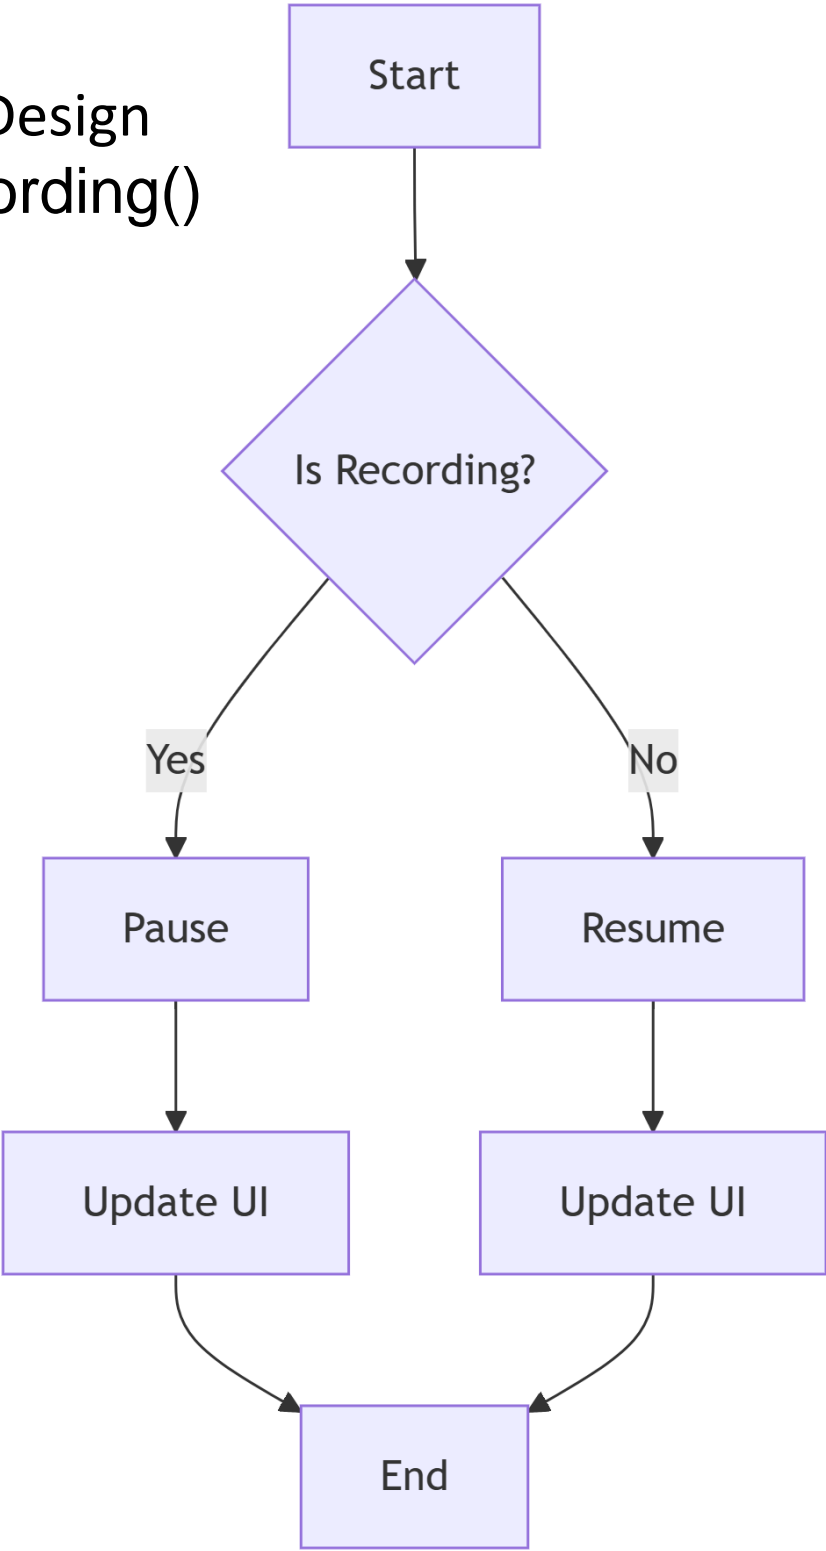 Start
Design
ording()
Is Recording?
Yes
No
Pause
Resume
Update UI
Update UI
End